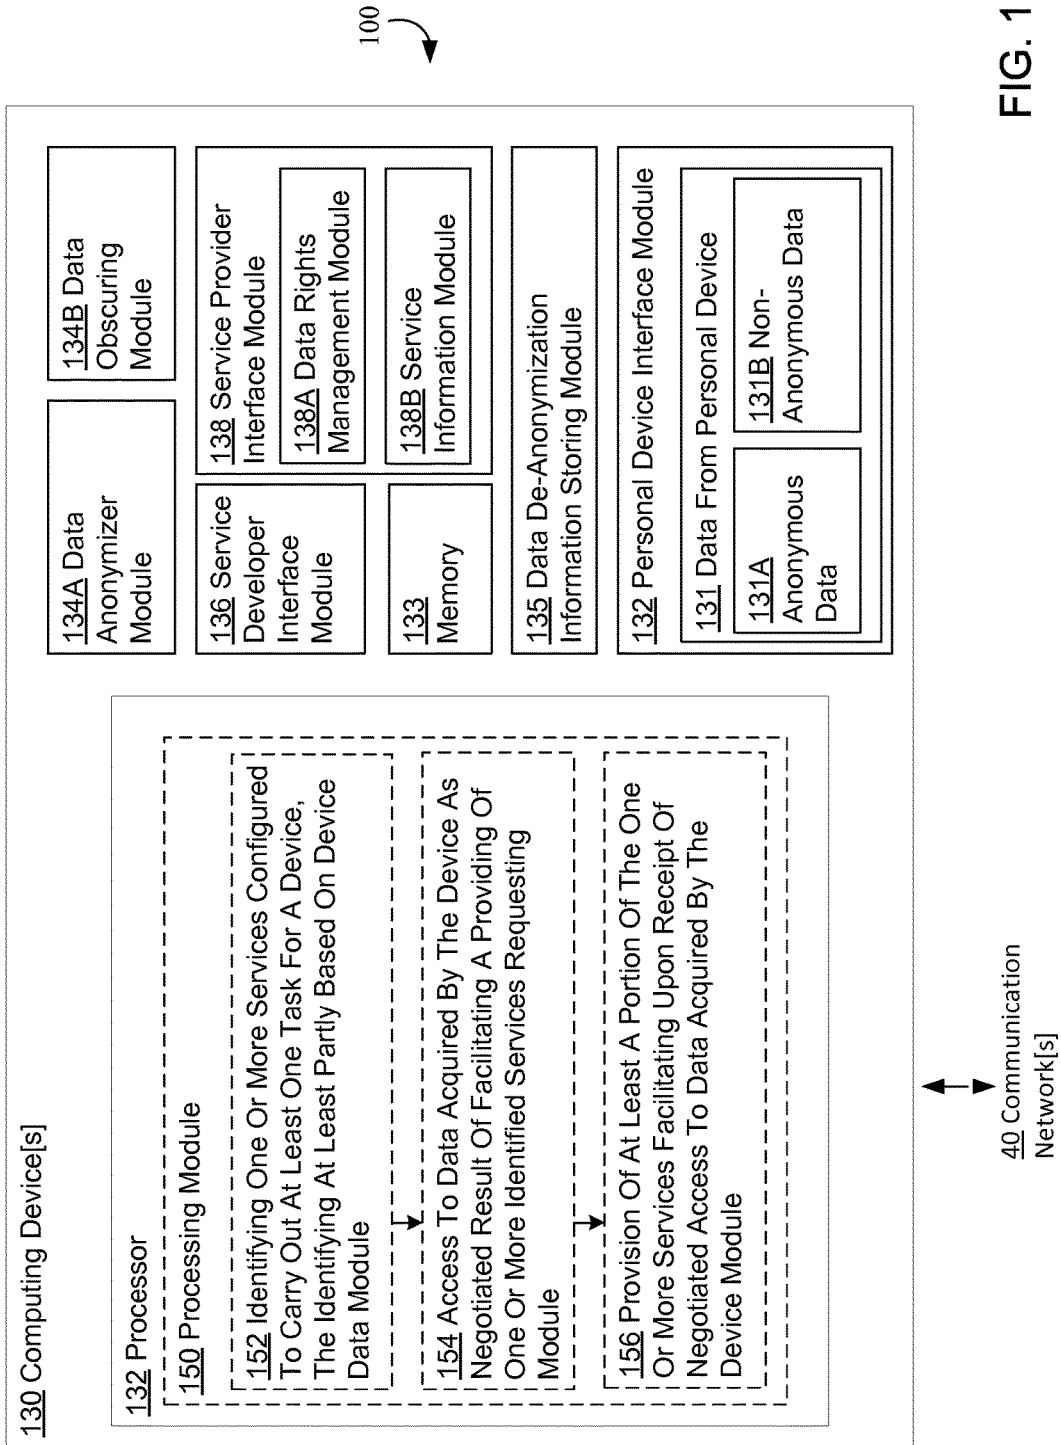 130 Computing Device[s]
132 Processor
150 Processing Module
152 Identifying One Or More Services Configured
To Carry Out At Least One Task For A Device,
The Identifying At Least Partly Based On Device
Data Module
154 Access To Data Acquired By The Device As
Negotiated Result Of Facilitating A Providing Of
One Or More Identified Services Requesting
Module
156 Provision Of At Least A Portion Of The One
Or More Services Facilitating Upon Receipt Of
Negotiated Access To Data Acquired By The
Device Module
134A Data
Anonymizer
Module
134B Data
Obscuring
Module
136 Service
Developer
Interface
Module
138 Service Provider
Interface Module
138A Data Rights
Management Module
138B Service
Information Module
133
Memory
135 Data De-Anonymization
Information Storing Module
132 Personal Device Interface Module
131 Data From Personal Device
131A
Anonymous
Data
131B Non-
Anonymous Data
40 Communication
Network[s]
100
FIG. 1